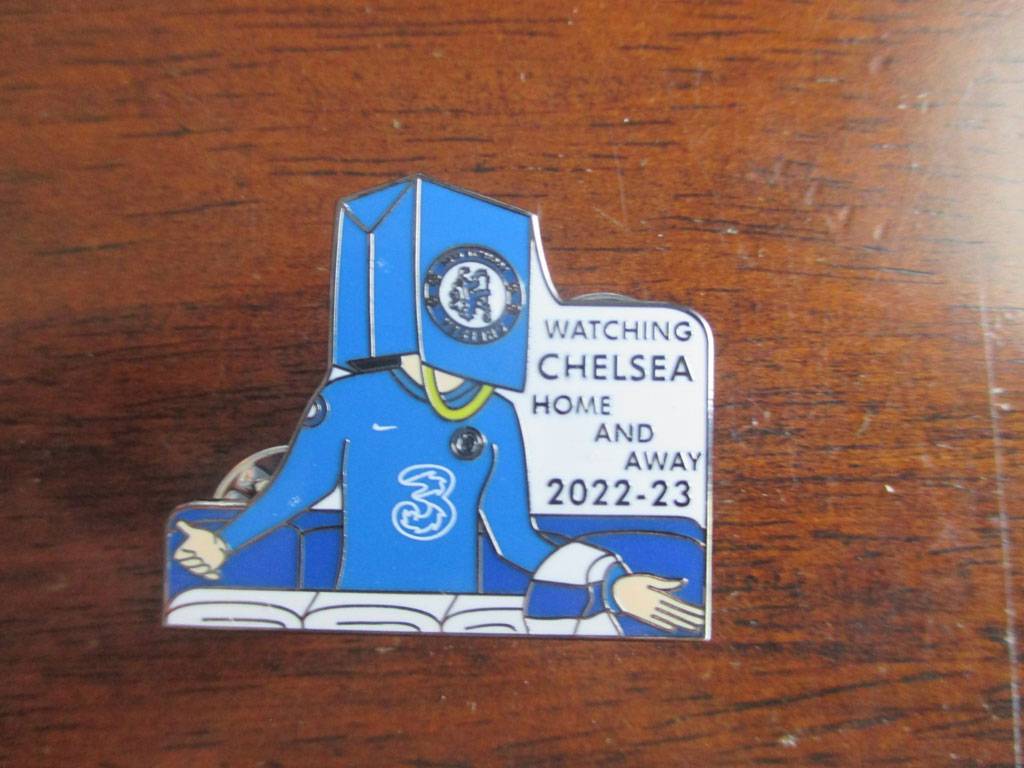 WATCHING
CHELSEA
HOME
AND
AWAY
2022-23
3